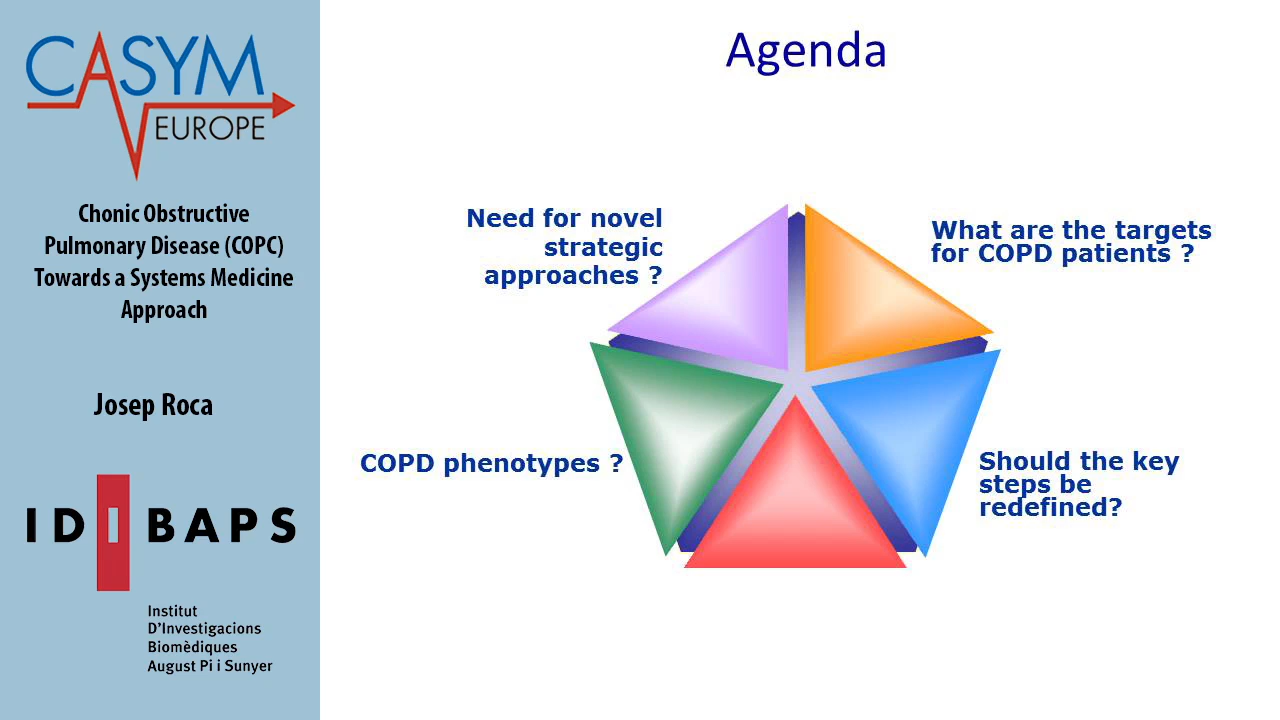 CASYM
EUROPE
Chonic Obstructive
Pulmonary Disease (COPC)
Towards a Systems Medicine
Approach
Josep Roca
IDIBAPS
Institut
D'Investigacions
Biomèdiques
August Pi i Sunyer
Agenda
Need for novel
strategic
approaches ?
What are the targets
for COPD patients ?
COPD phenotypes ?
Should the key
steps be
redefined?